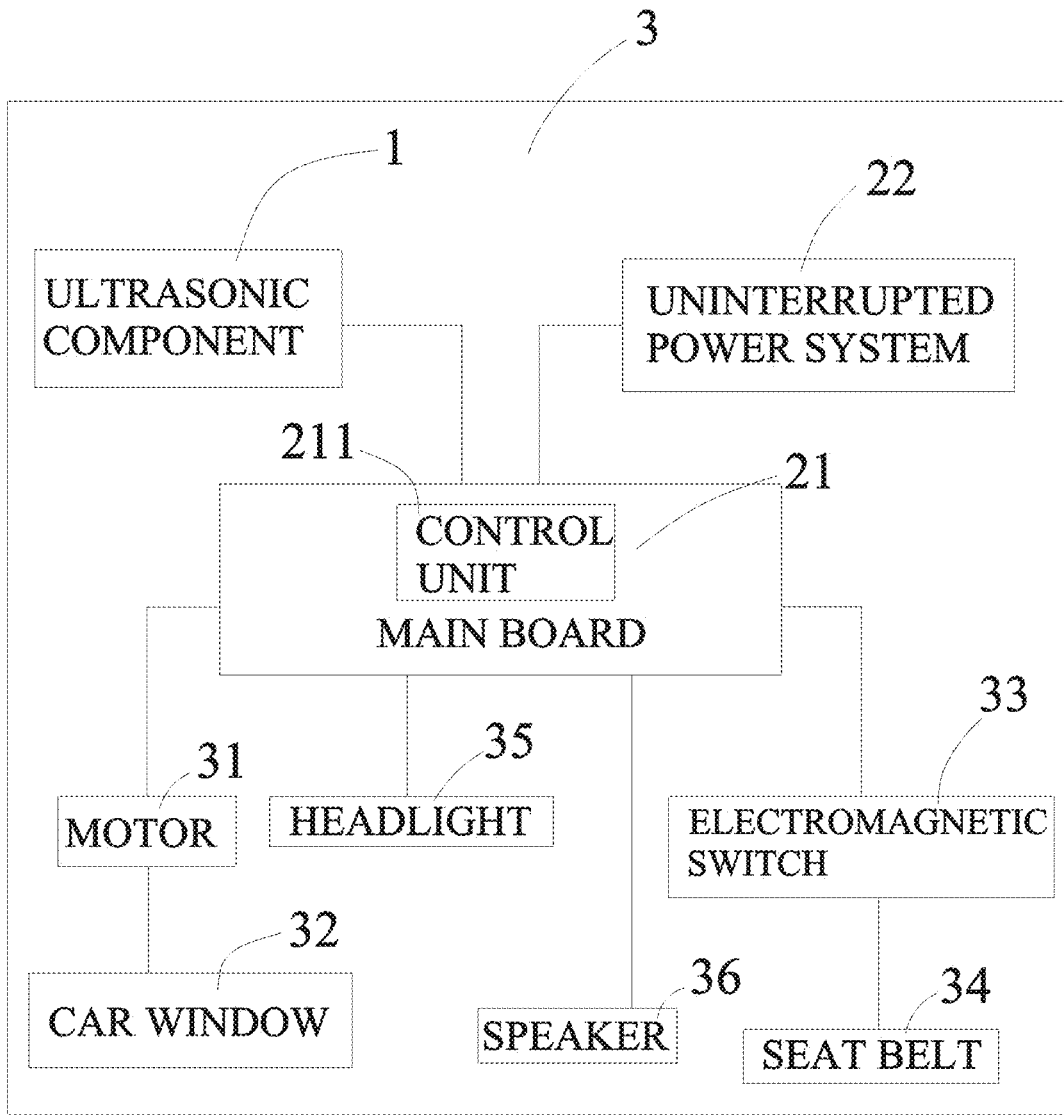 3
1
22
ULTRASONIC
COMPONENT
UNINTERRUPTED
POWER SYSTEM
211
21
CONTROL
UNIT
MAIN BOARD
33
31
35
MOTOR
HEADLIGHT
ELECTROMAGNETIC
SWITCH
32
36
34
CAR WINDOW
SPEAKER
SEAT BELT